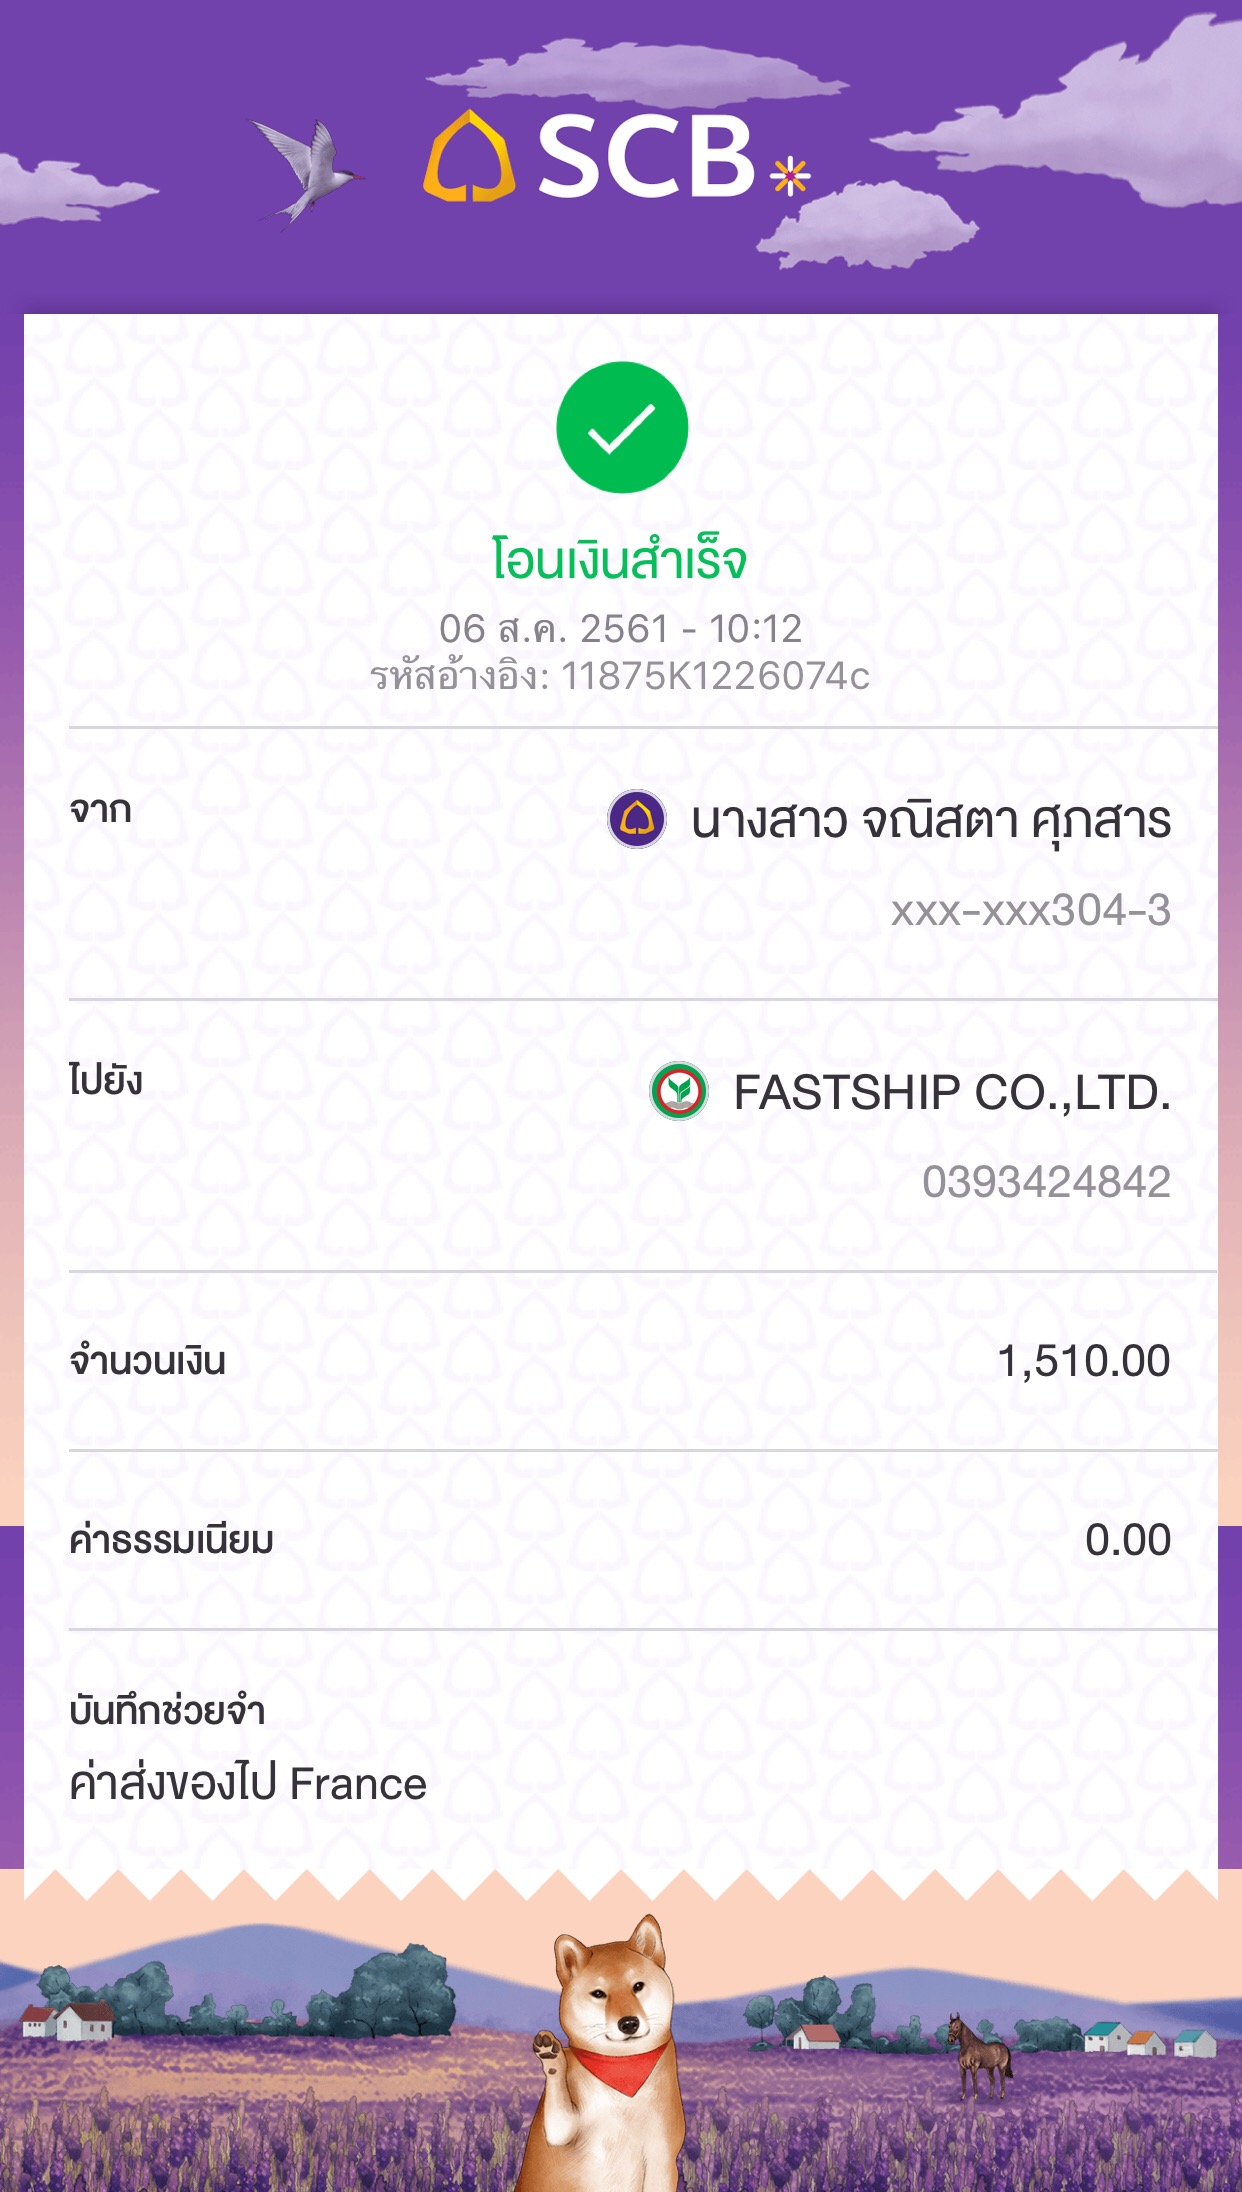 SCB
โอนเงินสำเร็จ
06 ส.ค. 2561 - 10:12
รหัสอ้างอิง: 11875K1226074c
จาก
นางสาว จณิสตา ศุภสาร
xxx-xxx304-3
ไปยัง
FASTSHIP CO.,LTD.
0393424842
จำนวนเงิน
1,510.00
ค่าธรรมเนียม
0.00
บันทึกช่วยจำ
ค่าส่งของไป France